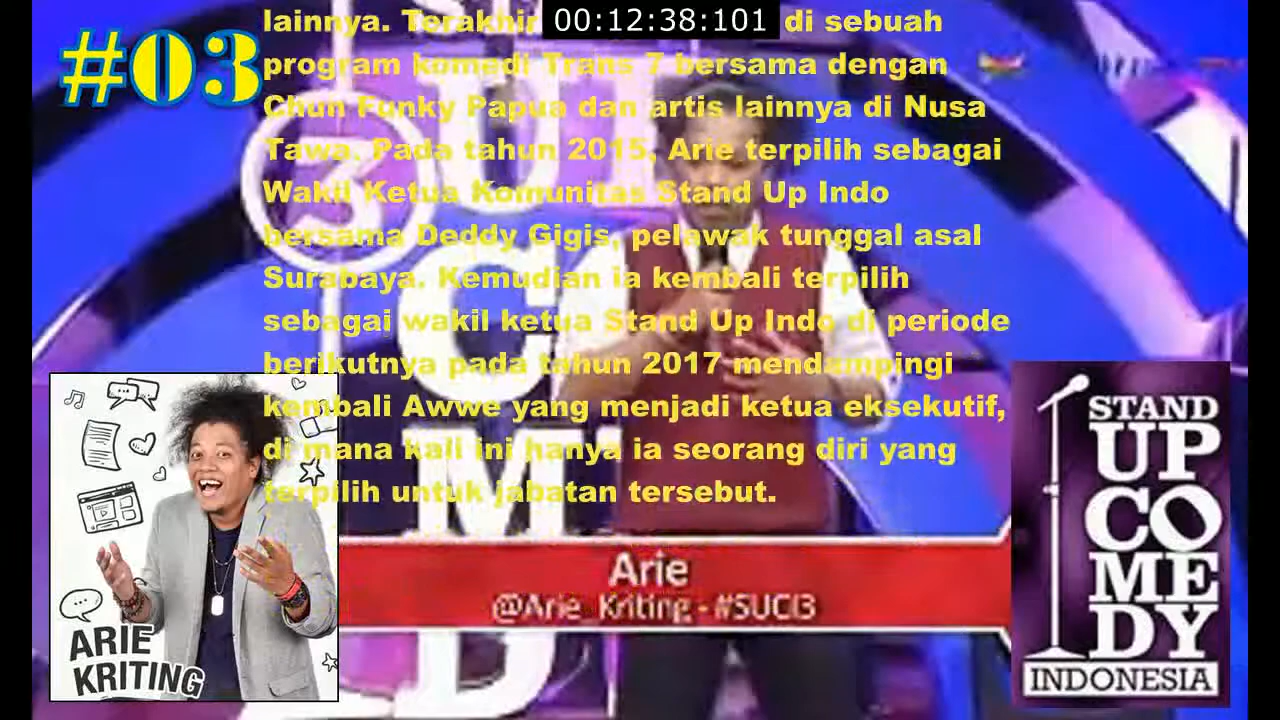 #03
00:12:38:101
lainnya. Terakhir di sebuah
program komedi Trans 7 bersama dengan
Chun Funky Papua dan artis lainnya di Nusa
Tawa. Pada tahun 2015, Arie terpilih sebagai
Wakil Ketua Komunitas Stand Up Indo
bersama Deddy Gigis, pelawak tunggal asal
Surabaya. Kemudian ia kembali terpilih
sebagai wakil ketua Stand Up Indo di periode
berikutnya pada tahun 2017 mendampingi
kembali Awwe yang menjadi ketua eksekutif,
di mana kali ini hanya ia seorang diri yang
terpilih untuk jabatan tersebut.
3
U
C
M
D
ARIE
KRITING
Arie
@Arie_Kriting - #SUCI3
STAND
UP
CO
ME
DY
INDONESIA